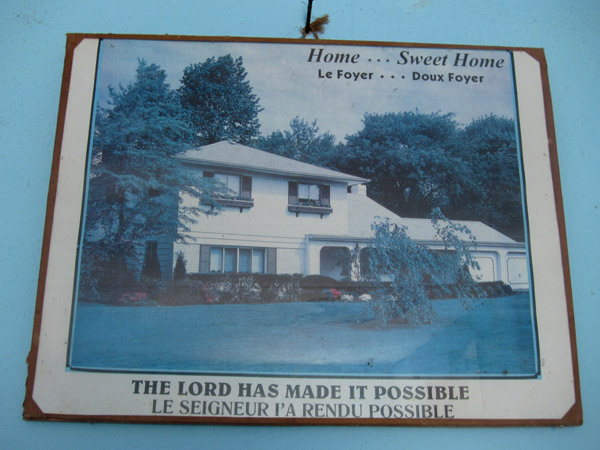 Home ... Sweet Home
Le Foyer ... Doux Foyer
THE LORD HAS MADE IT POSSIBLE
LE SEIGNEUR l'A RENDU POSSIBLE